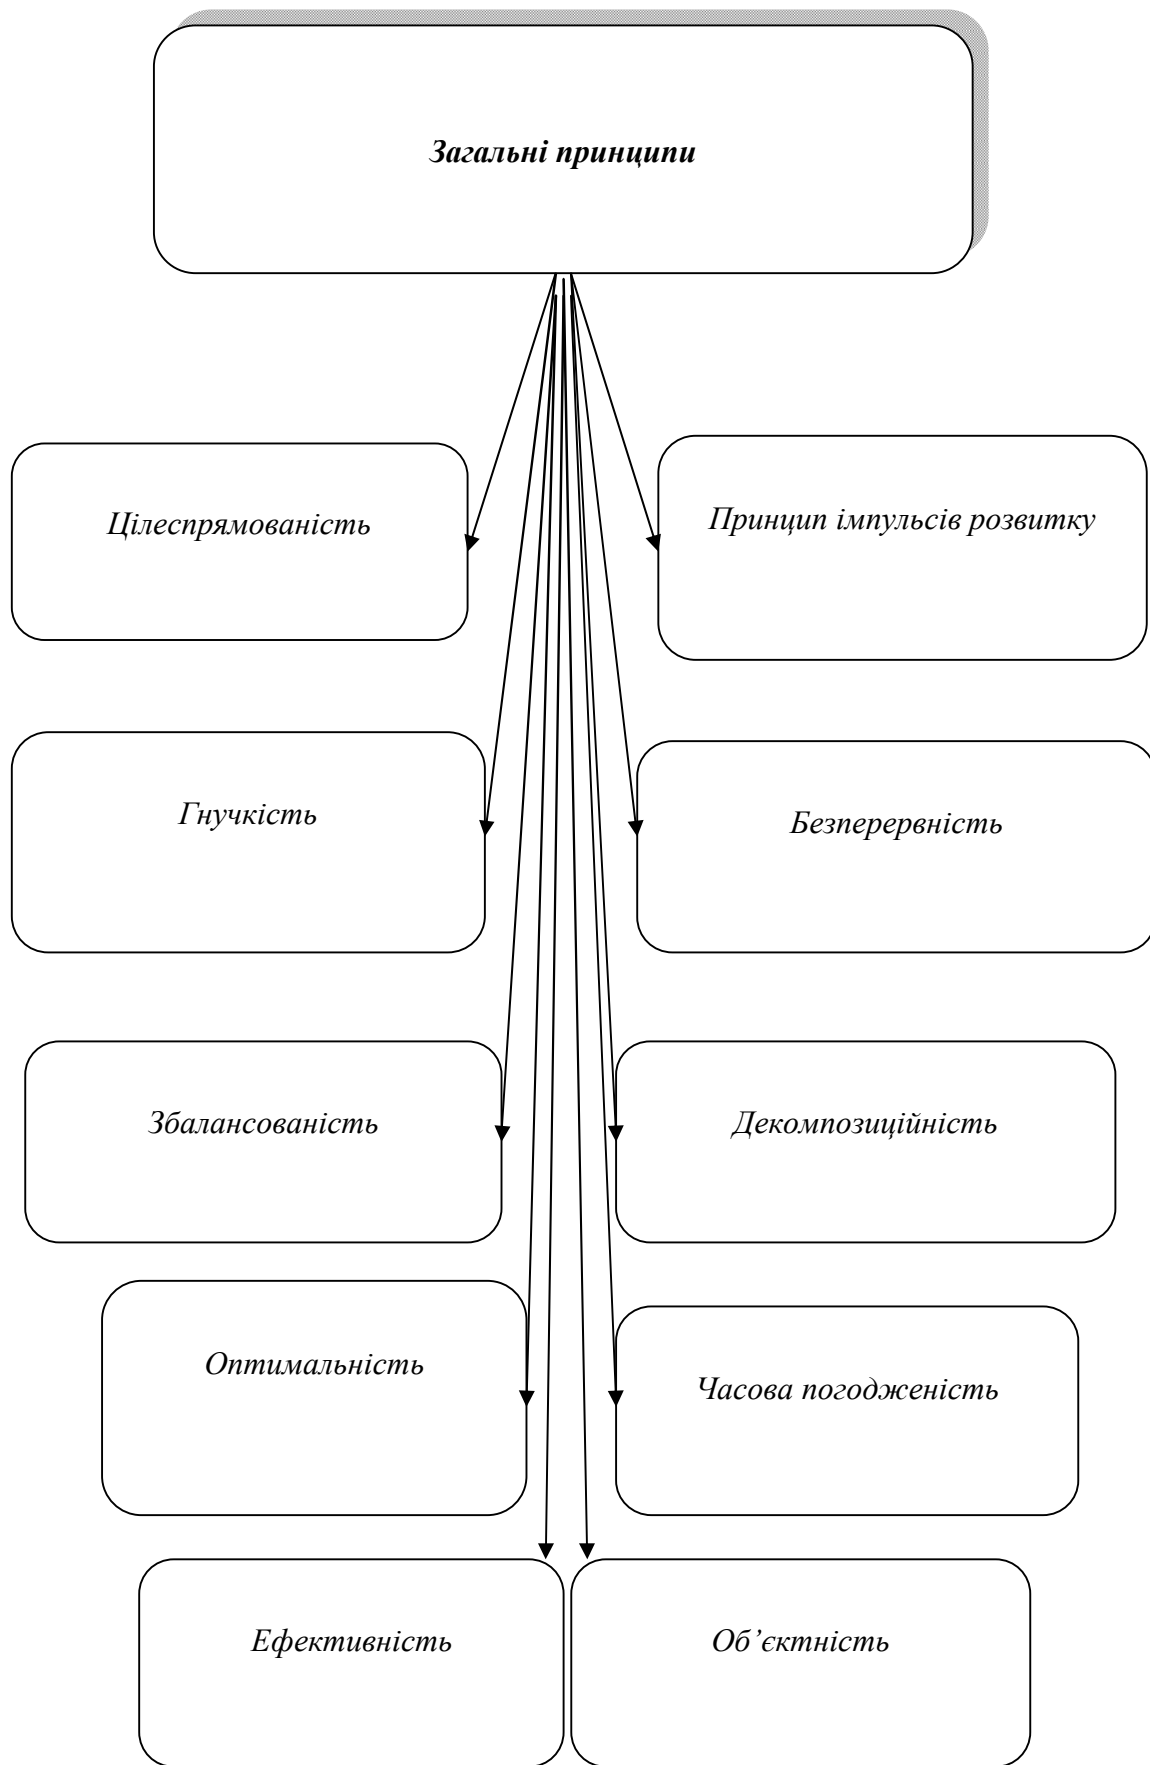 Загальні принципи
Цілеспрямованість
Принцип імпульсів розвитку
Гнучкість
Безперервність
Збалансованість
Декомпозиційність
Оптимальність
Часова погодженість
Ефективність
Об’єктність